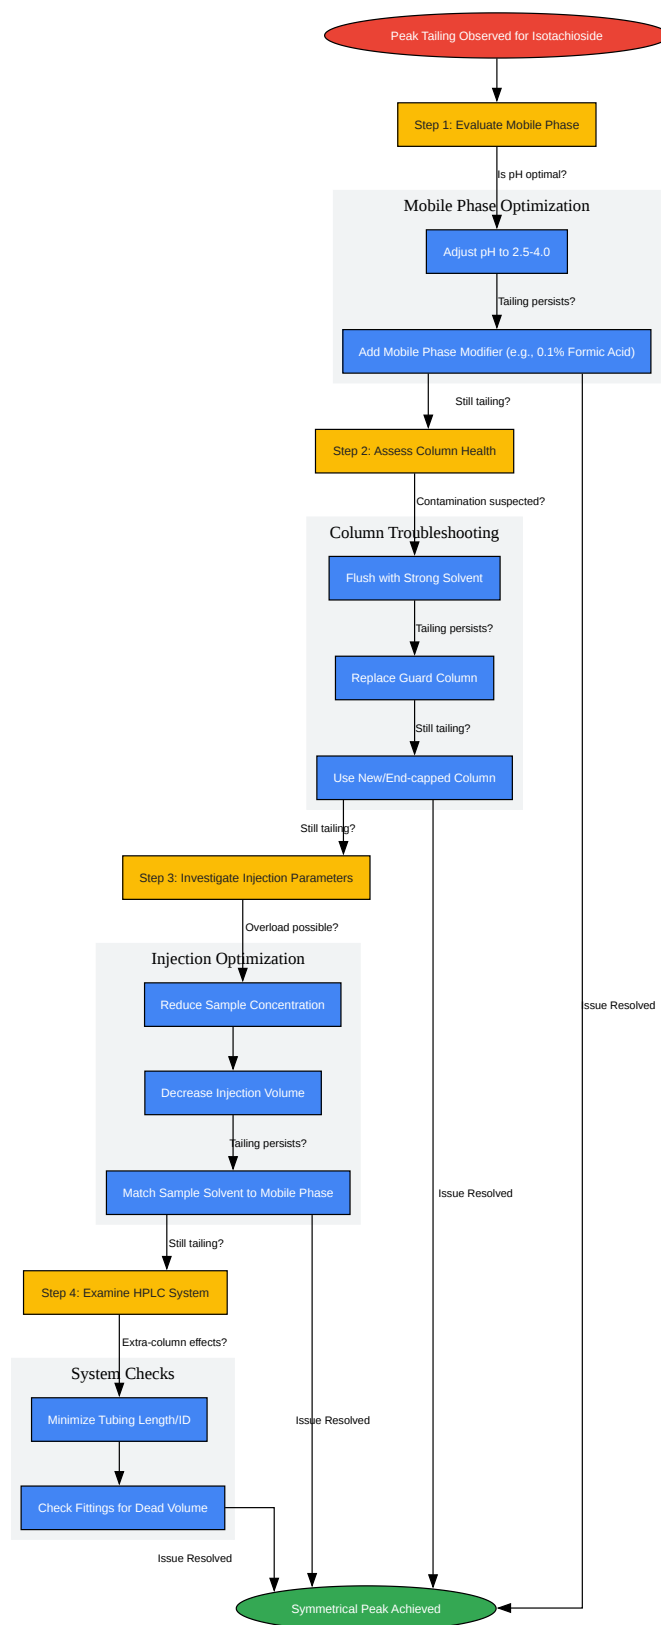 Peak Tailing Observed for Isotachioside
Step 1: Evaluate Mobile Phase
Is pH optimal?
Mobile Phase Optimization
Adjust pH to 2.5-4.0
Tailing persists?
Add Mobile Phase Modifier (e.g., 0.1% Formic Acid)
Still tailing?
Step 2: Assess Column Health
Contamination suspected?
Column Troubleshooting
Flush with Strong Solvent
Tailing persists?
Replace Guard Column
Still tailing?
Use New/End-capped Column
Still tailing?
Step 3: Investigate Injection Parameters
Overload possible?
Injection Optimization
Reduce Sample Concentration
Issue Resolved
Decrease Injection Volume
Tailing persists?
Match Sample Solvent to Mobile Phase
Issue Resolved
Still tailing?
Step 4: Examine HPLC System
Extra-column effects?
System Checks
Minimize Tubing Length/ID
Issue Resolved
Check Fittings for Dead Volume
Issue Resolved
Symmetrical Peak Achieved